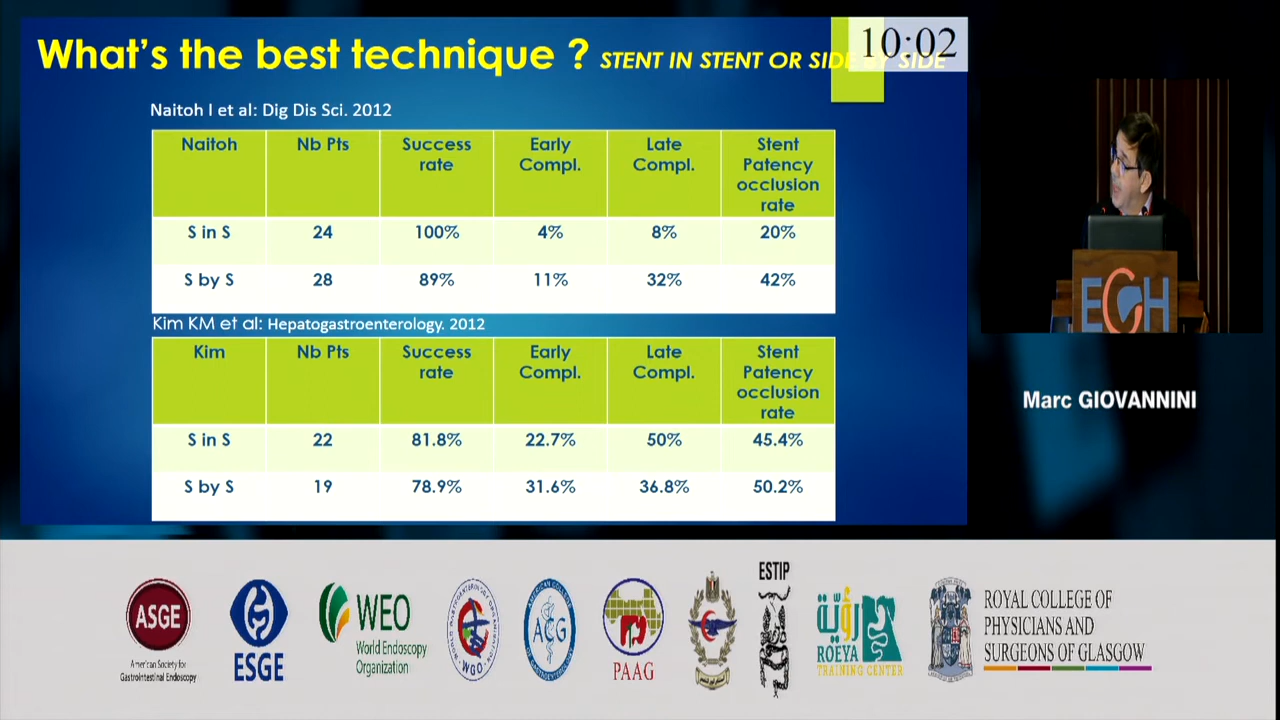 What's the best technique ? STENT IN STENT OR SIDE BY SIDE
10:02
Naitoh I et al: Dig Dis Sci. 2012
Naitoh Nb Pts Success rate Early Compl. Late Compl. Stent Patency occlusion rate
S in S 24 100% 4% 8% 20%
S by S 28 89% 11% 32% 42%
Kim KM et al: Hepatogastroenterology. 2012
Kim Nb Pts Success rate Early Compl. Late Compl. Stent Patency occlusion rate
S in S 22 81.8% 22.7% 50% 45.4%
S by S 19 78.9% 31.6% 36.8% 50.2%
EGH
Marc GIOVANNINI
ASGE
American Society for
Gastrointestinal Endoscopy
ESGE
WEO
World Endoscopy
Organization
WGO
AMERICAN COLLEGE
ACG
PAAG
ESTIP
رؤية
ROEYA
TRAINING CENTER
ROYAL COLLEGE OF
PHYSICIANS AND
SURGEONS OF GLASGOW